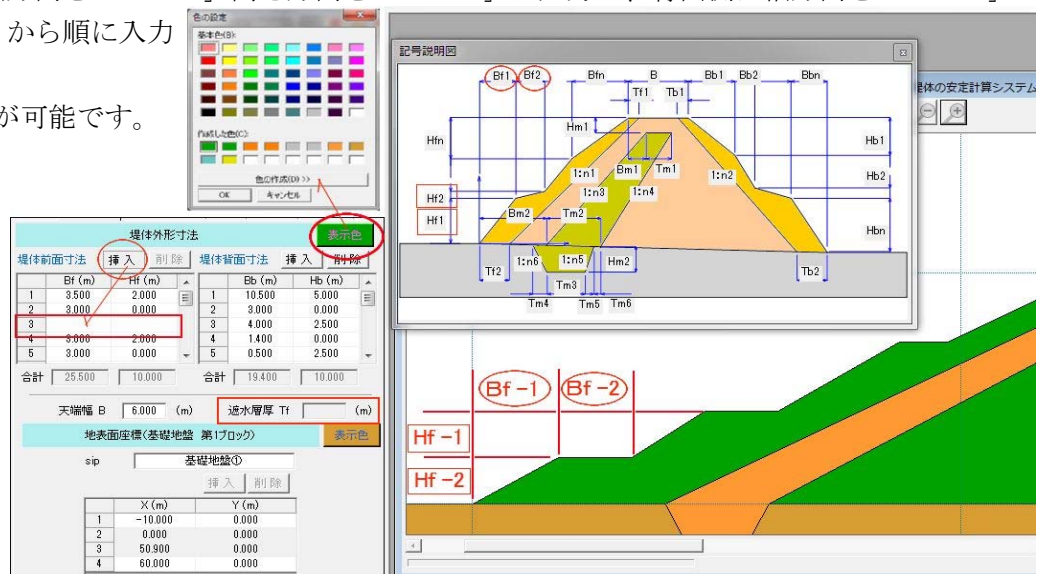 から順に入力
が可能です。
色の設定
基本色(B):
作成した色(C):
色の作成(D) >>
OK キャンセル
記号説明図
Bf1 Bf2 Bfn B Bb1 Bb2 Bbn
Tf1 Tb1
Hm1
Hfn Hb1
1:n1 Bm1 Tm1 1:n2
Hb2
Hf2 1:n3 1:n4
Hf1 Bm2 Tm2
Hbn
1:n6 1:n5 Hm2
Tf2 Tm3 Tb2
Tm4 Tm5 Tm6
堤体の安定計算システム
堤体外形寸法 表示色
堤体前面寸法 挿入 削除 堤体背面寸法 挿入 削除
Bf (m) Hf (m) Bb (m) Hb (m)
1 3.500 2.000 1 10.500 5.000
2 3.000 0.000 2 3.000 0.000
3 3 4.000 2.500
4 3.000 2.000 4 1.400 0.000
5 3.000 0.000 5 0.500 2.500
合計 25.500 10.000 合計 19.400 10.000
天端幅 B 6.000 (m) 遮水層厚 Tf (m)
地表面座標(基礎地盤 第1ブロック) 表示色
sip 基礎地盤①
挿入 削除
X (m) Y (m)
1 -10.000 0.000
2 0.000 0.000
3 50.900 0.000
4 60.000 0.000
Bf-1 Bf-2
Hf-1
Hf-2